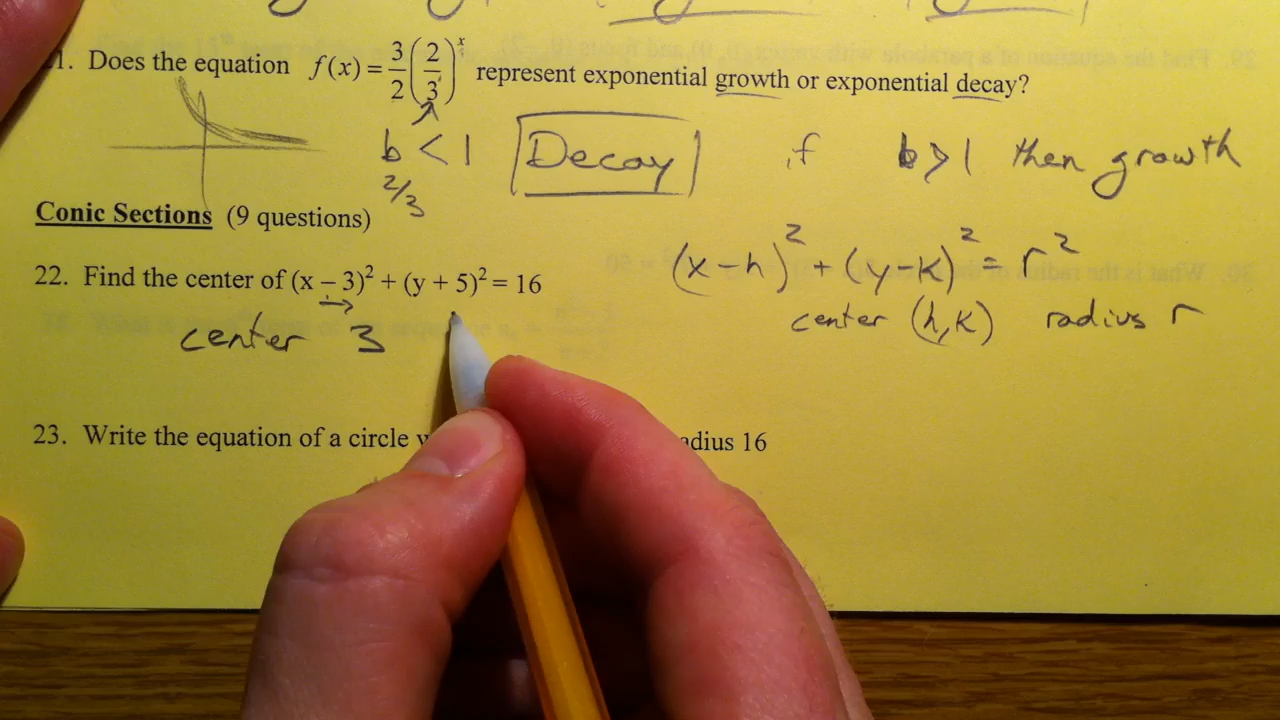 21. Does the equation f(x) = 3/2 (2/3)^x represent exponential growth or exponential decay?
b < 1 Decay if b > 1 then growth
2/3
Conic Sections (9 questions)
22. Find the center of (x – 3)² + (y + 5)² = 16
(x – h)² + (y – k)² = r²
center 3
center (h,k) radius r
23. Write the equation of a circle radius 16